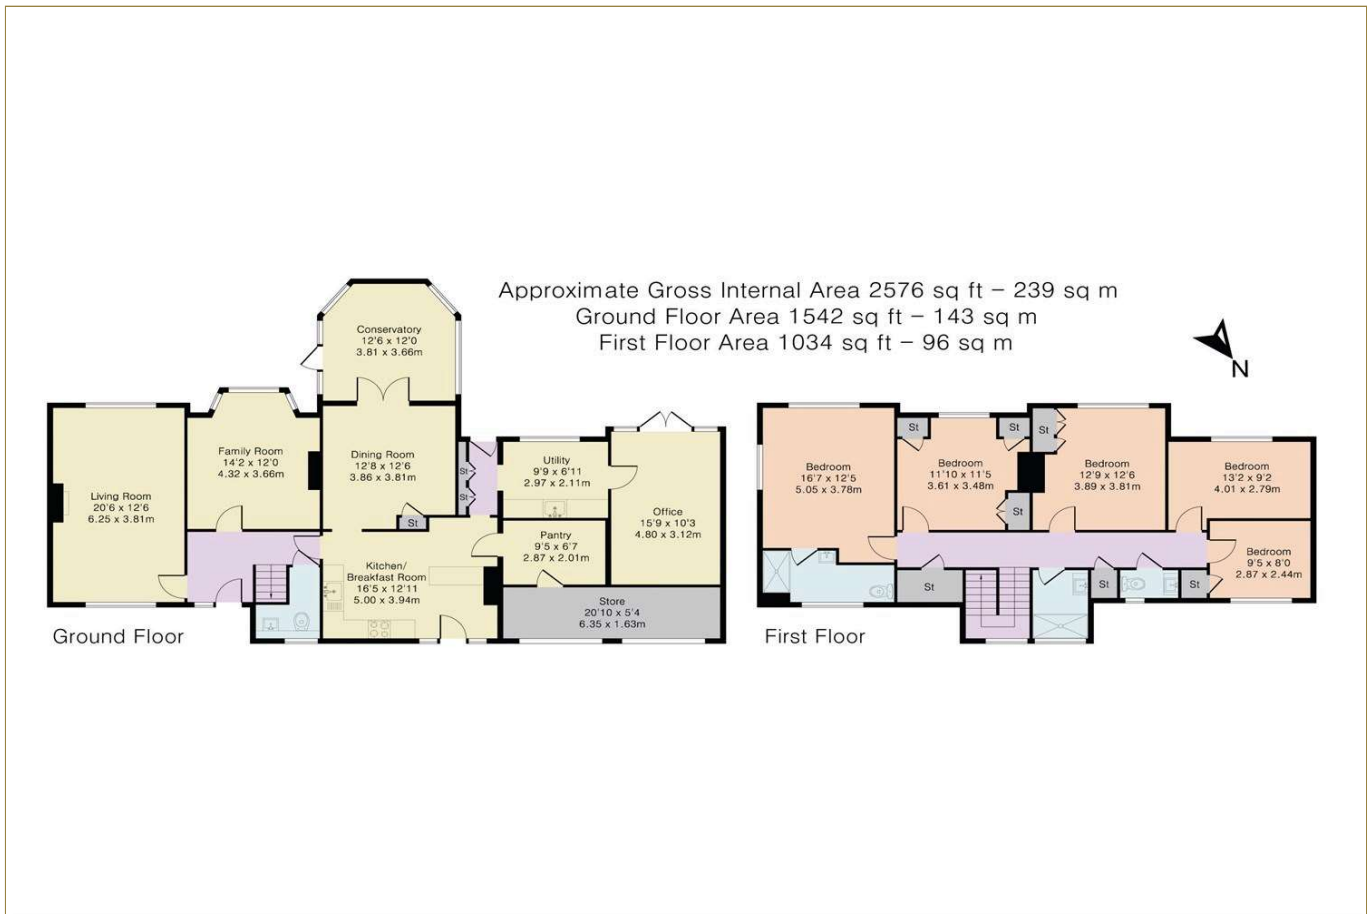 Approximate Gross Internal Area 2576 sq ft – 239 sq m
Ground Floor Area 1542 sq ft – 143 sq m
First Floor Area 1034 sq ft – 96 sq m
N
Conservatory
12'6 x 12'0
3.81 x 3.66m
Living Room
20'6 x 12'6
6.25 x 3.81m
Family Room
14'2 x 12'0
4.32 x 3.66m
Dining Room
12'8 x 12'6
3.86 x 3.81m
St
St
St
Utility
9'9 x 6'11
2.97 x 2.11m
Office
15'9 x 10'3
4.80 x 3.12m
Pantry
9'5 x 6'7
2.87 x 2.01m
Kitchen/
Breakfast Room
16'5 x 12'11
5.00 x 3.94m
Store
20'10 x 5'4
6.35 x 1.63m
Ground Floor
Bedroom
16'7 x 12'5
5.05 x 3.78m
St
St
Bedroom
11'10 x 11'5
3.61 x 3.48m
St
St
Bedroom
12'9 x 12'6
3.89 x 3.81m
Bedroom
13'2 x 9'2
4.01 x 2.79m
Bedroom
9'5 x 8'0
2.87 x 2.44m
St
St
St
First Floor